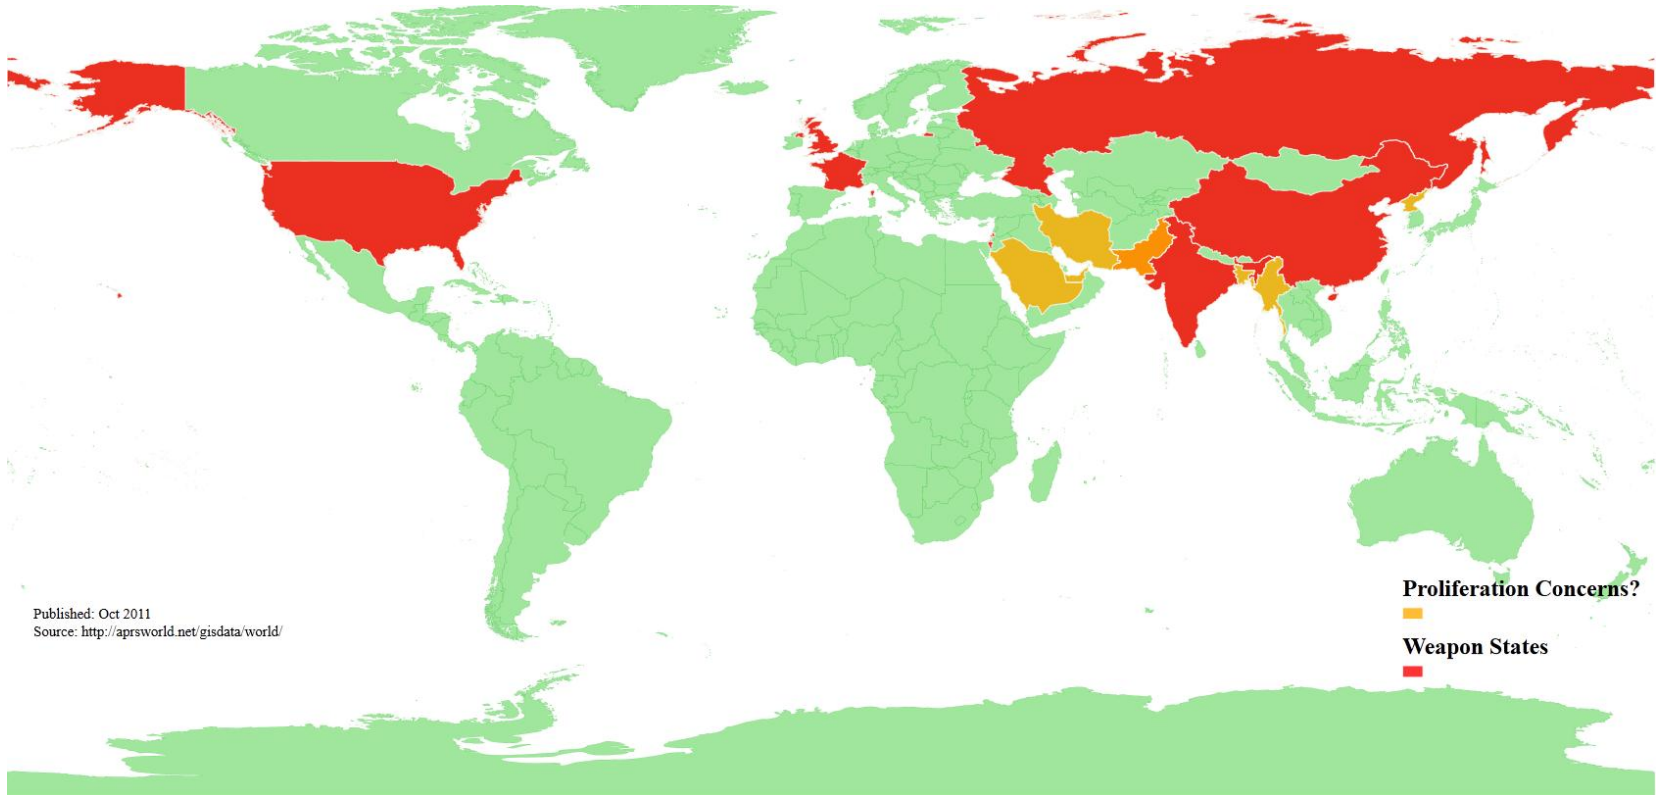 Proliferation Concerns?
Weapon States
Published: Oct 2011
Source: http://aprsworld.net/gisdata/world/